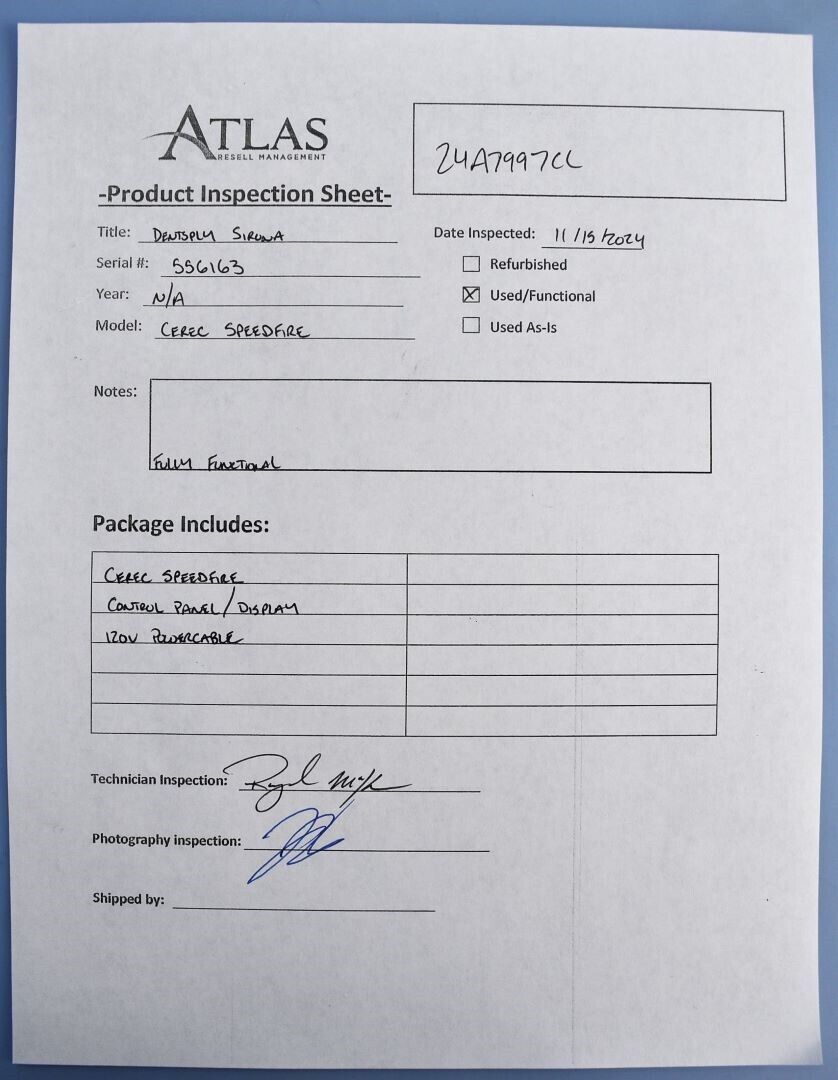 ATLAS
RESELL MANAGEMENT
24A7997CL
-Product Inspection Sheet-
Title: DENTSPLY SIRONA
Date Inspected: 11/15/2024
Serial #: 556163
Refurbished
Year: N/A
Used/Functional
Model: CEREC SPEEDFIRE
Used As-Is
Notes:
FULLY FUNCTIONAL
Package Includes:
CEREC SPEEDFIRE
CONTROL PANEL/DISPLAY
120V POWERCABLE
Technician Inspection:
Photography inspection:
Shipped by: